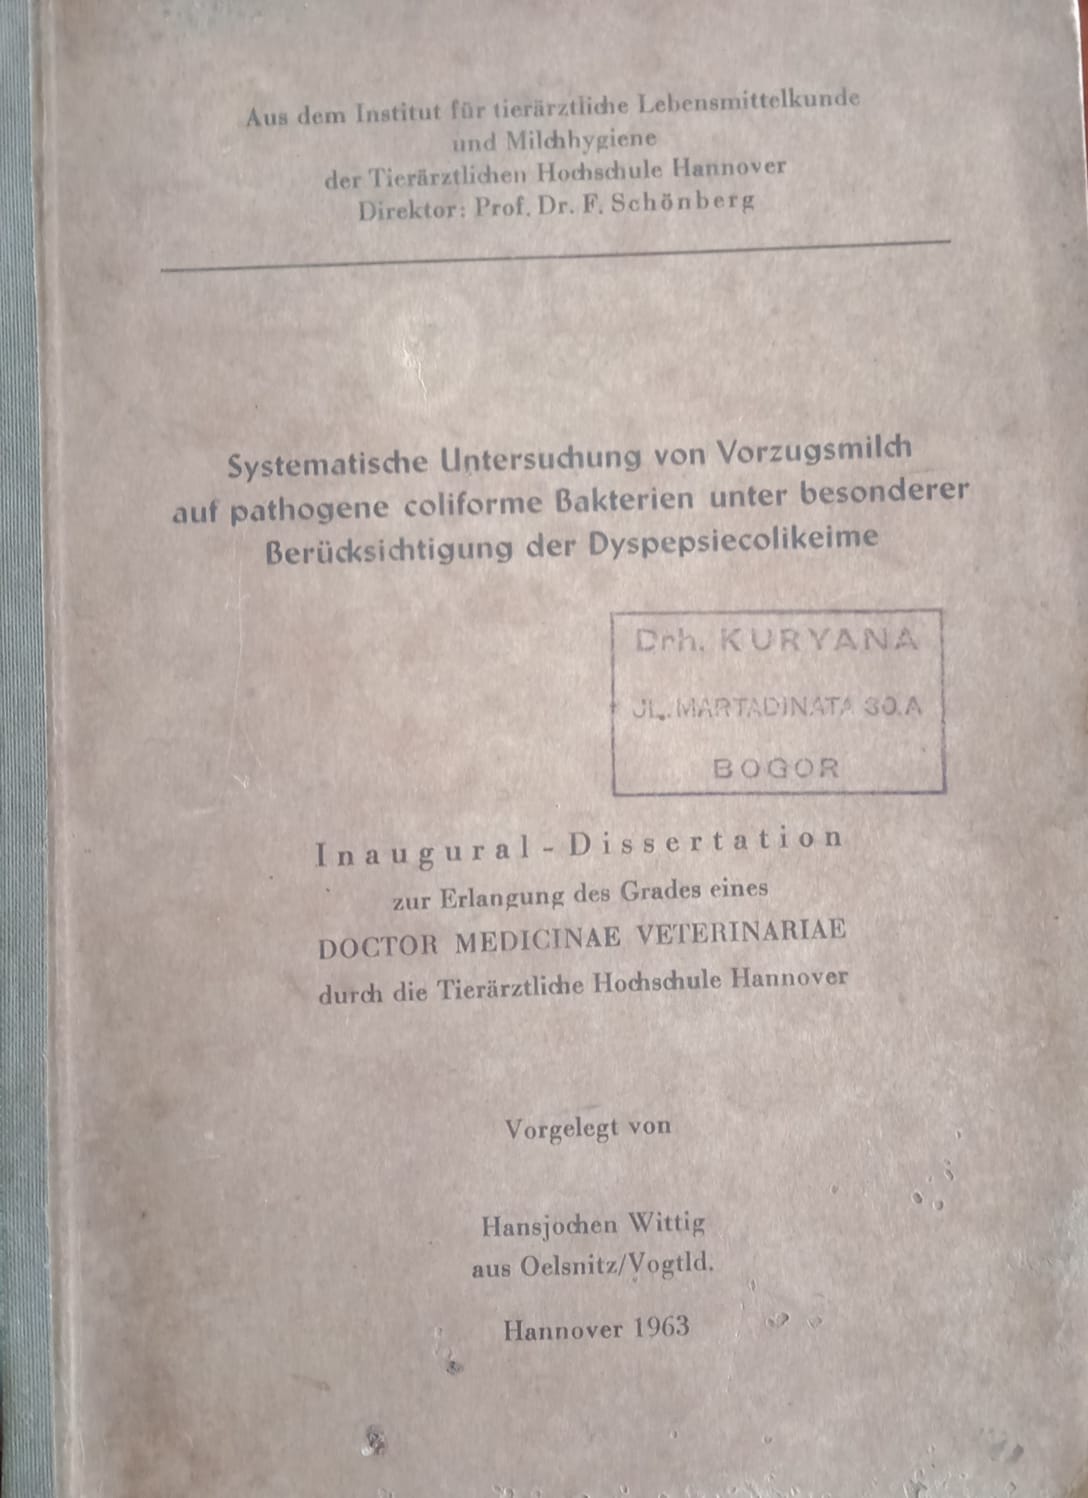 Aus dem Institut für tierärztliche Lebensmittelkunde
und Milchhygiene
der Tierärztlichen Hochschule Hannover
Direktor: Prof. Dr. F. Schönberg
Systematische Untersuchung von Vorzugsmilch
auf pathogene coliforme Bakterien unter besonderer
Berücksichtigung der Dyspepsiecolikeime
Drh. KURYANA
JL. MARTADINATA 30.A
BOGOR
Inaugural - Dissertation
zur Erlangung des Grades eines
DOCTOR MEDICINAE VETERINARIAE
durch die Tierärztliche Hochschule Hannover
Vorgelegt von
Hansjochen Wittig
aus Oelsnitz/Vogtld.
Hannover 1963